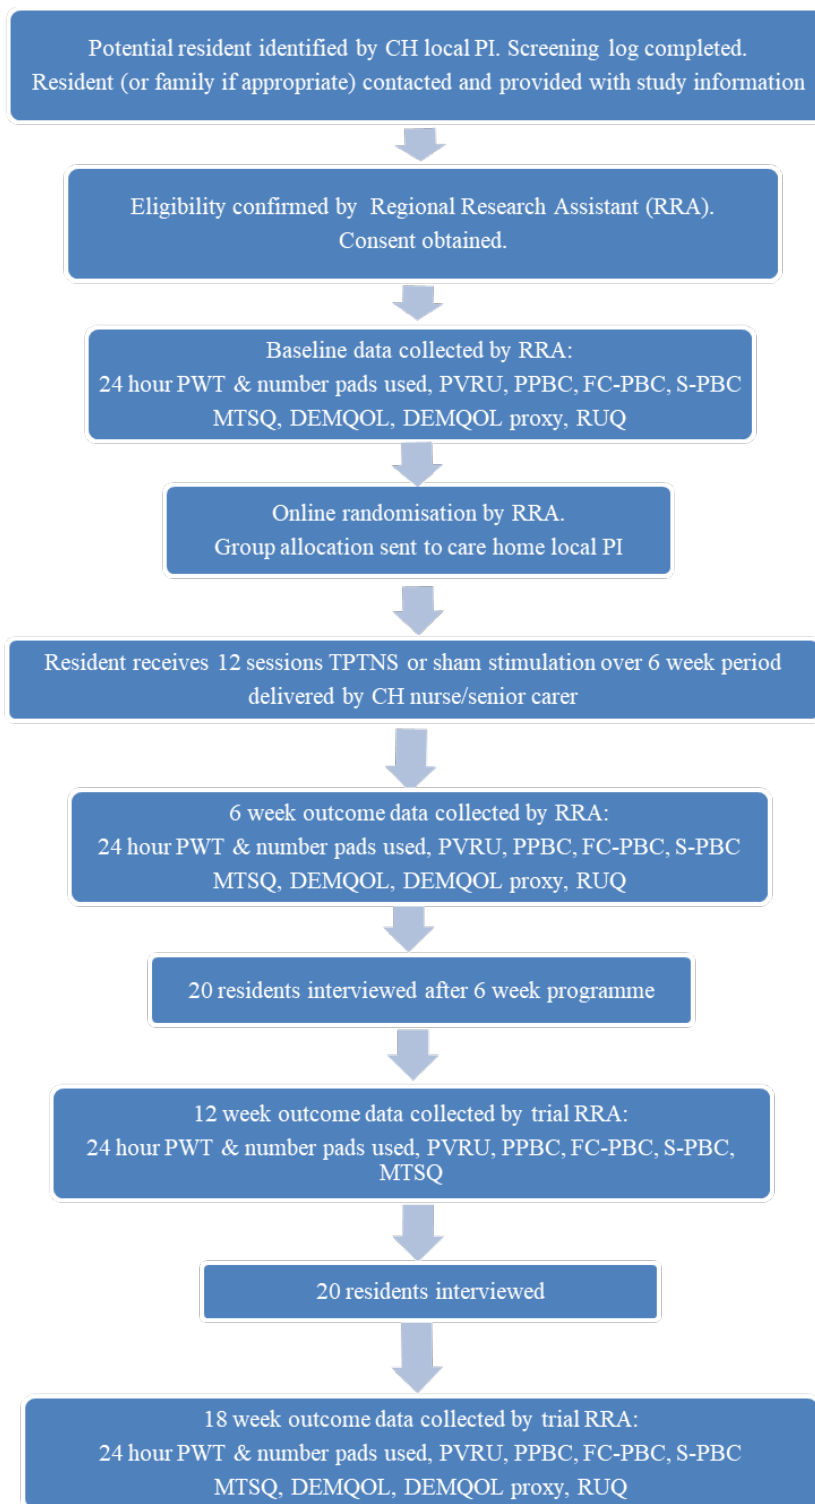 Potential resident identified by CH local PI. Screening log completed.
Resident (or family if appropriate) contacted and provided with study information
Eligibility confirmed by Regional Research Assistant (RRA).
Consent obtained.
Baseline data collected by RRA:
24 hour PWT & number pads used, PVRU, PPBC, FC-PBC, S-PBC
MTSQ, DEMQOL, DEMQOL proxy, RUQ
Online randomisation by RRA.
Group allocation sent to care home local PI
Resident receives 12 sessions TPTNS or sham stimulation over 6 week period
delivered by CH nurse/senior carer
6 week outcome data collected by RRA:
24 hour PWT & number pads used, PVRU, PPBC, FC-PBC, S-PBC
MTSQ, DEMQOL, DEMQOL proxy, RUQ
20 residents interviewed after 6 week programme
12 week outcome data collected by trial RRA:
24 hour PWT & number pads used, PVRU, PPBC, FC-PBC, S-PBC,
MTSQ
20 residents interviewed
18 week outcome data collected by trial RRA:
24 hour PWT & number pads used, PVRU, PPBC, FC-PBC, S-PBC
MTSQ, DEMQOL, DEMQOL proxy, RUQ